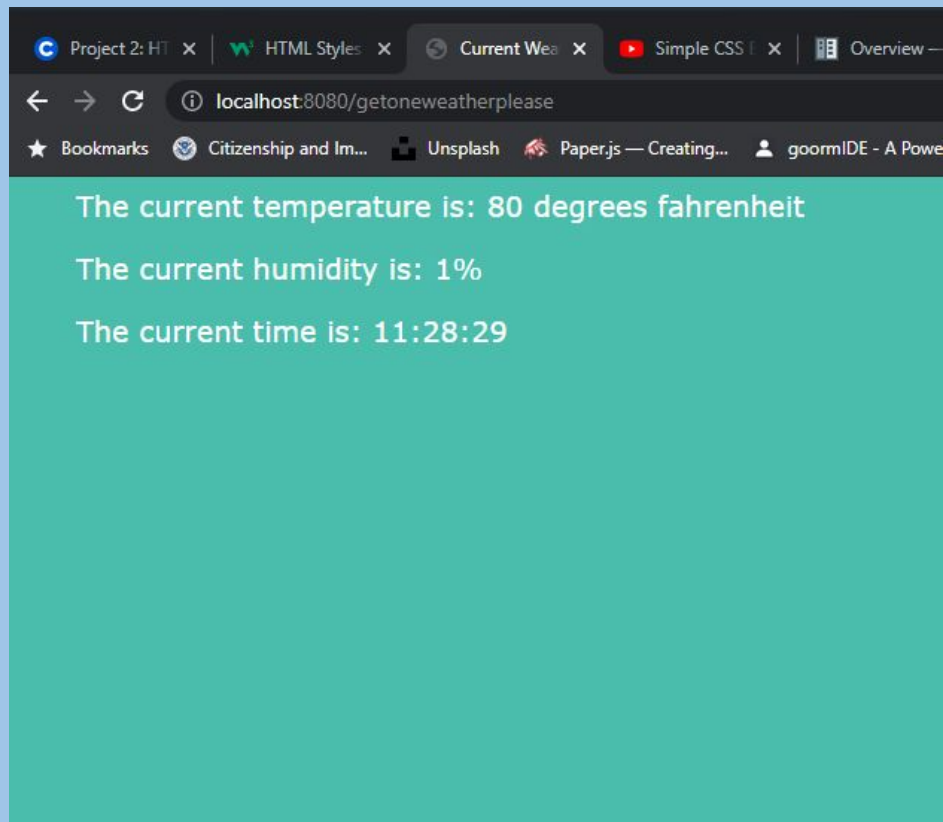 Project 2: HT
HTML Styles
Current Wea
Simple CSS
Overview —
localhost:8080/getoneweatherplease
Bookmarks Citizenship and Im... Unsplash Paper.js — Creating... goormIDE - A Powe
The current temperature is: 80 degrees fahrenheit
The current humidity is: 1%
The current time is: 11:28:29